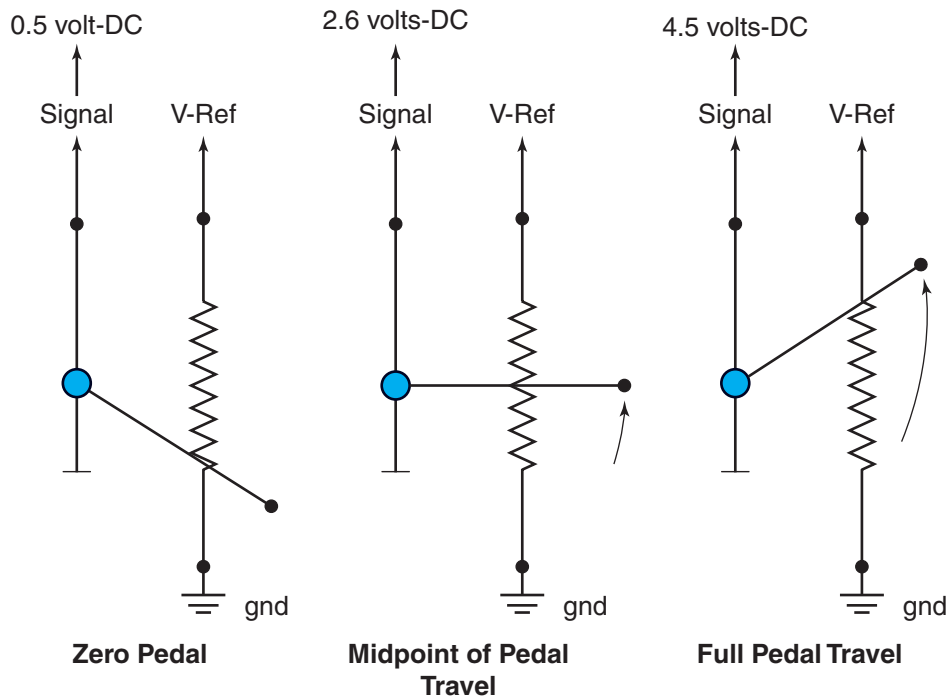 0.5 volt-DC
2.6 volts-DC
4.5 volts-DC
Signal
V-Ref
Signal
V-Ref
Signal
V-Ref
gnd
gnd
gnd
Zero Pedal
Midpoint of Pedal
Travel
Full Pedal Travel